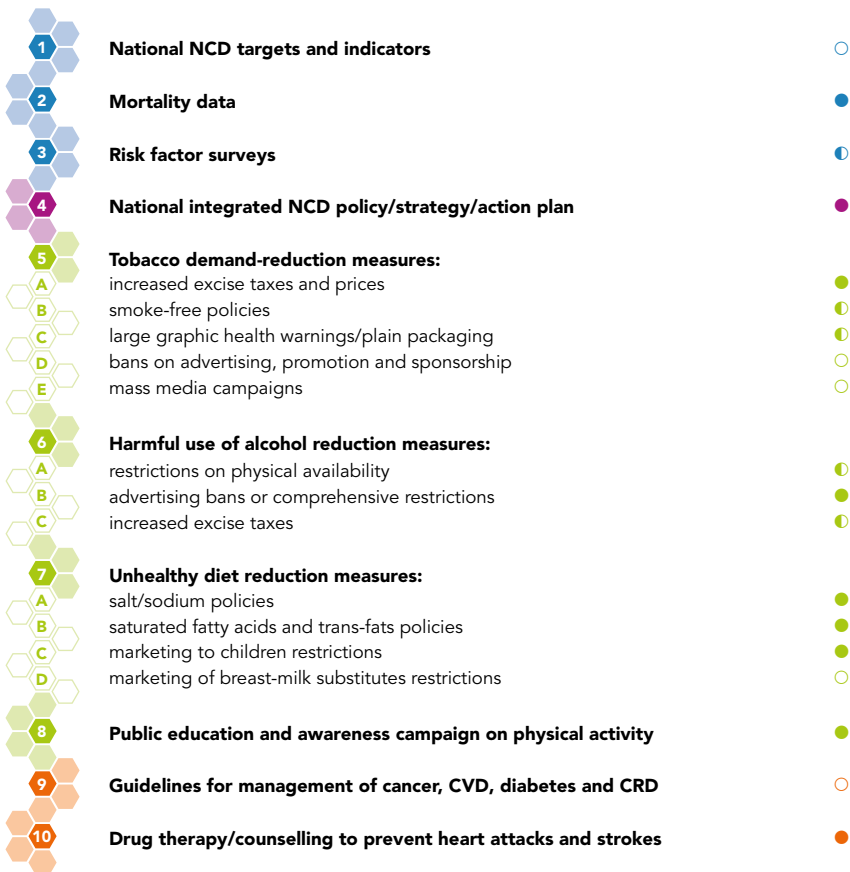 1 National NCD targets and indicators
2 Mortality data
3 Risk factor surveys
4 National integrated NCD policy/strategy/action plan
5 Tobacco demand-reduction measures:
A increased excise taxes and prices
B smoke-free policies
C large graphic health warnings/plain packaging
D bans on advertising, promotion and sponsorship
E mass media campaigns
6 Harmful use of alcohol reduction measures:
A restrictions on physical availability
B advertising bans or comprehensive restrictions
C increased excise taxes
7 Unhealthy diet reduction measures:
A salt/sodium policies
B saturated fatty acids and trans-fats policies
C marketing to children restrictions
D marketing of breast-milk substitutes restrictions
8 Public education and awareness campaign on physical activity
9 Guidelines for management of cancer, CVD, diabetes and CRD
10 Drug therapy/counselling to prevent heart attacks and strokes